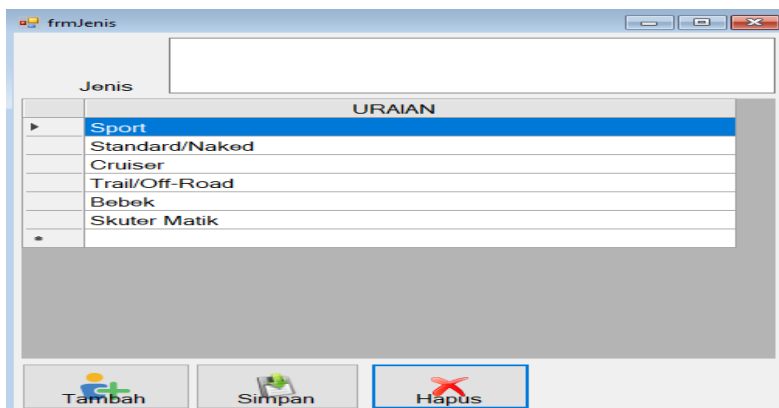 frmJenis
Jenis
URAIAN
Sport
Standard/Naked
Cruiser
Trail/Off-Road
Bebek
Skuter Matik
Tambah Simpan Hapus